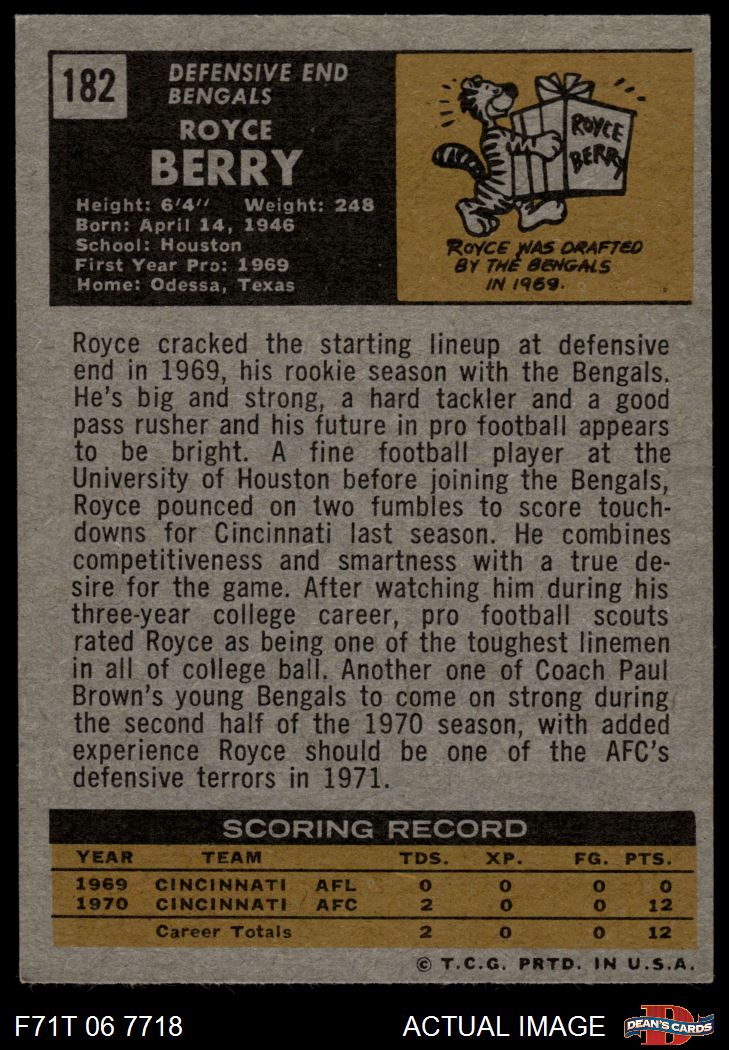 182
DEFENSIVE END
BENGALS
ROYCE
BERRY
Height: 6'4" Weight: 248
Born: April 14, 1946
School: Houston
First Year Pro: 1969
Home: Odessa, Texas
ROYCE
BERRY
ROYCE WAS DRAFTED
BY THE BENGALS
IN 1969.
Royce cracked the starting lineup at defensive
end in 1969, his rookie season with the Bengals.
He's big and strong, a hard tackler and a good
pass rusher and his future in pro football appears
to be bright. A fine football player at the
University of Houston before joining the Bengals,
Royce pounced on two fumbles to score touch-
downs for Cincinnati last season. He combines
competitiveness and smartness with a true de-
sire for the game. After watching him during his
three-year college career, pro football scouts
rated Royce as being one of the toughest linemen
in all of college ball. Another one of Coach Paul
Brown's young Bengals to come on strong during
the second half of the 1970 season, with added
experience Royce should be one of the AFC's
defensive terrors in 1971.
SCORING RECORD
YEAR TEAM TDS. XP. FG. PTS.
1969 CINCINNATI AFL 0 0 0 0
1970 CINCINNATI AFC 2 0 0 12
Career Totals 2 0 0 12
© T.C.G. PRTD. IN U.S.A.
F71T 06 7718 ACTUAL IMAGE
D
DEAN'S CARDS